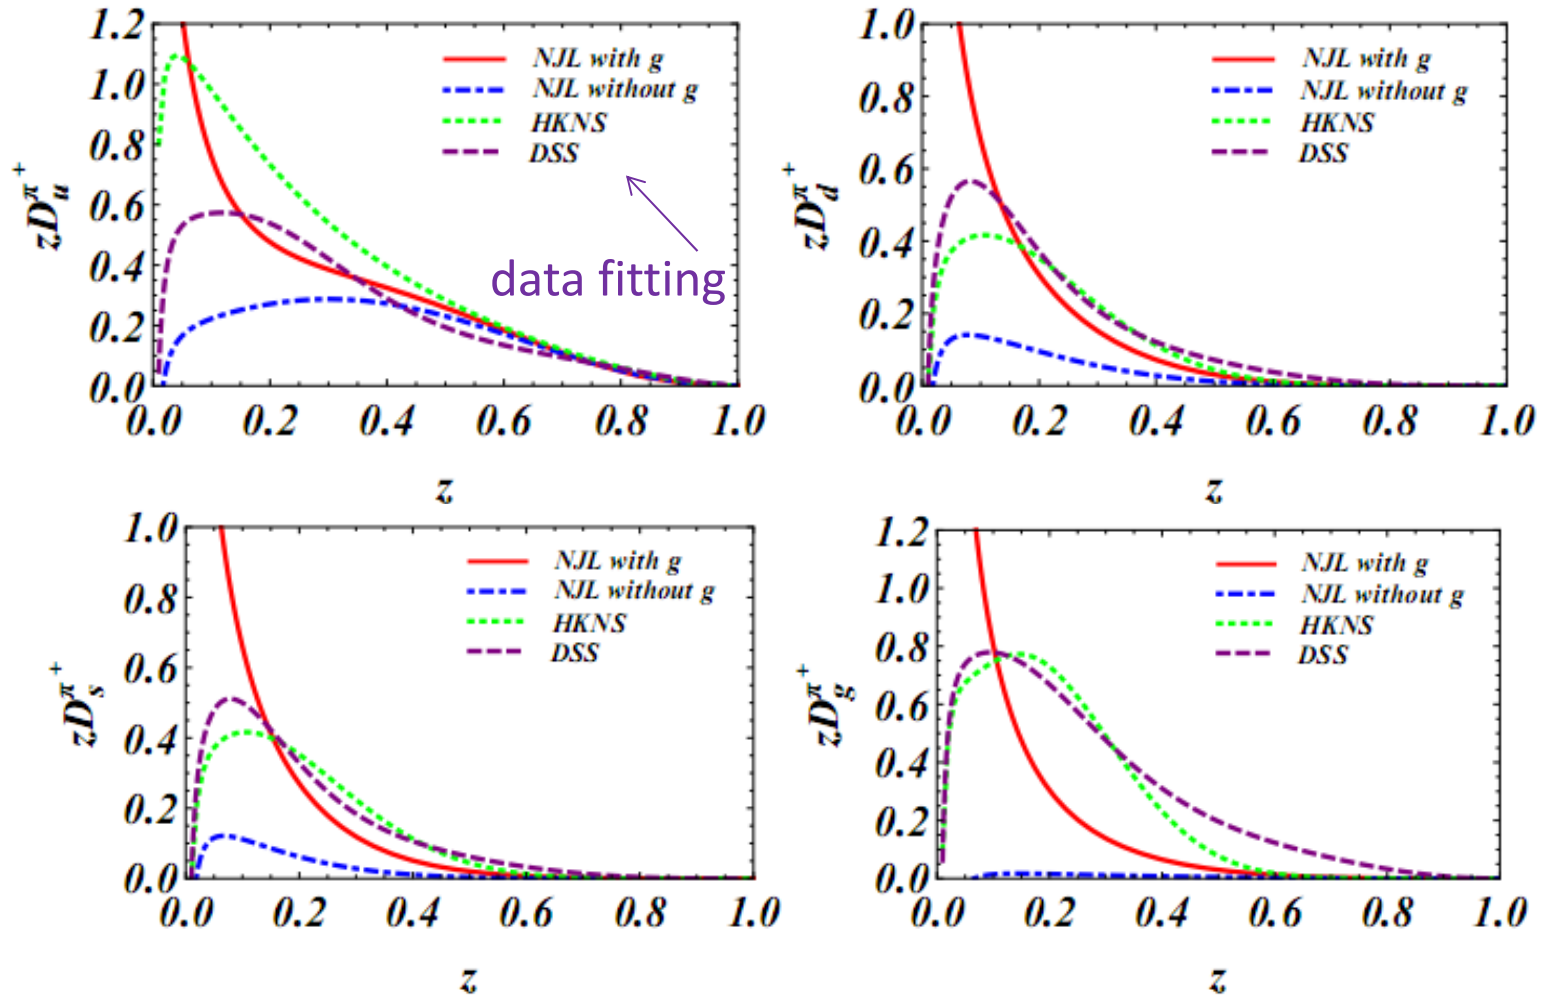 1.2
1.0
0.8
0.6
0.4
0.2
0.0
zD_u^{π^+}
NJL with g
NJL without g
HKNS
DSS
data fitting
0.0 0.2 0.4 0.6 0.8 1.0
z
1.0
0.8
0.6
0.4
0.2
0.0
zD_d^{π^+}
NJL with g
NJL without g
HKNS
DSS
0.0 0.2 0.4 0.6 0.8 1.0
z
1.0
0.8
0.6
0.4
0.2
0.0
zD_s^{π^+}
NJL with g
NJL without g
HKNS
DSS
0.0 0.2 0.4 0.6 0.8 1.0
z
1.2
1.0
0.8
0.6
0.4
0.2
0.0
zD_g^{π^+}
NJL with g
NJL without g
HKNS
DSS
0.0 0.2 0.4 0.6 0.8 1.0
z